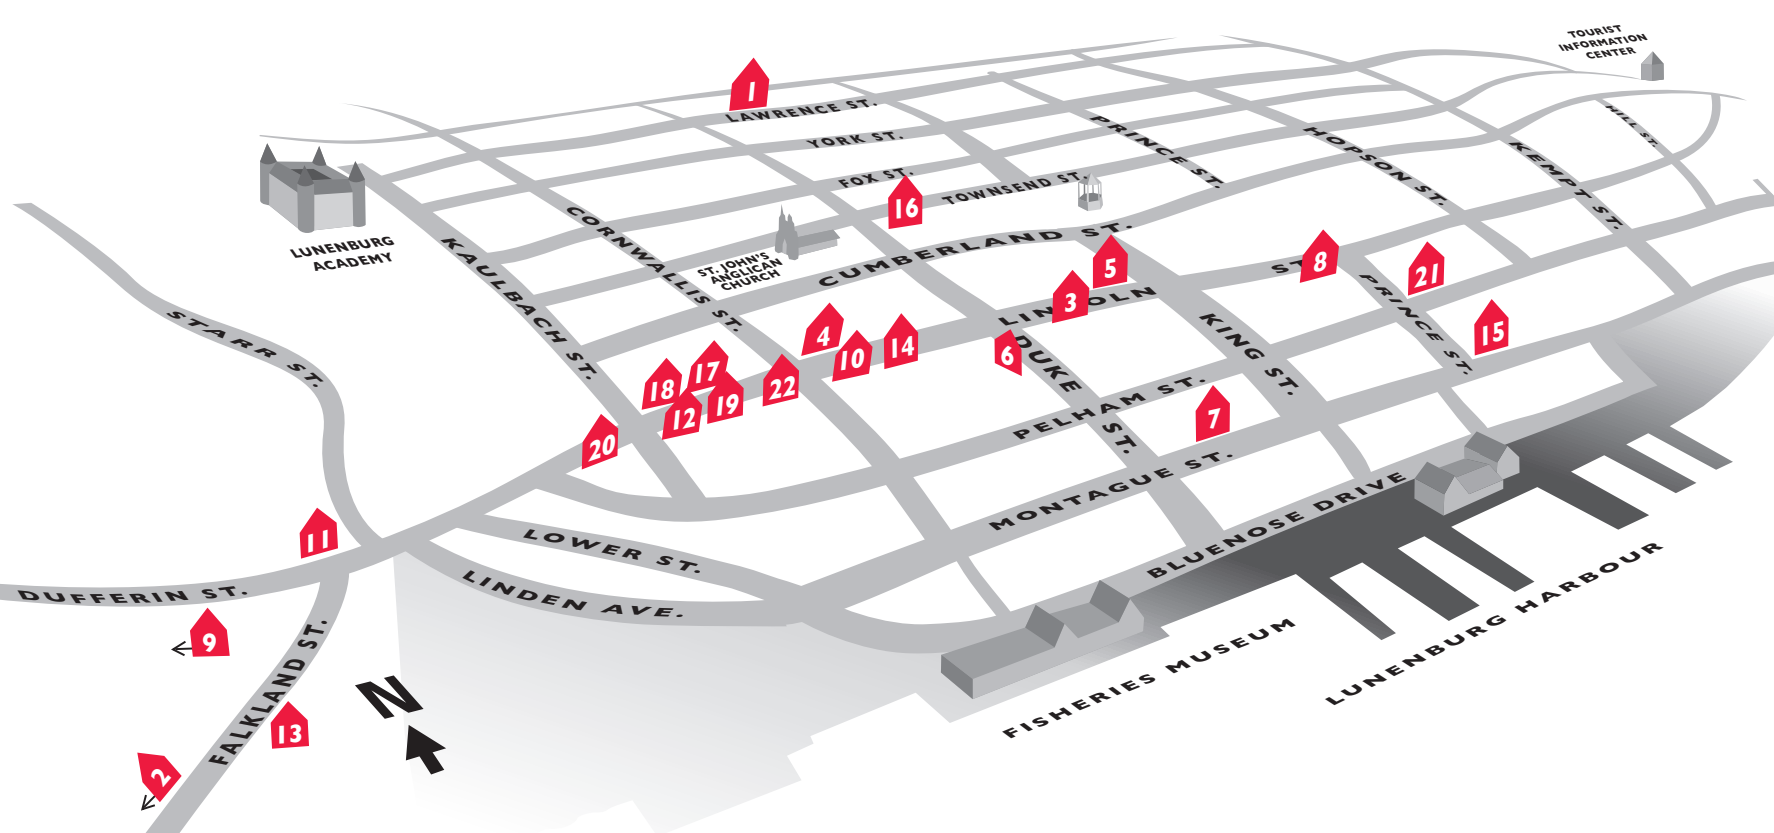 TOURIST
INFORMATION
CENTER
1
LAWRENCE ST.
YORK ST.
PRINCE ST.
HOPSON ST.
HILL ST.
KEMPT ST.
FOX ST.
TOWNSEND ST.
16
LUNENBURG
ACADEMY
KAULBACH ST.
CORNWALLIS ST.
ST. JOHN'S
ANGLICAN
CHURCH
CUMBERLAND ST.
5
8
21
3
LINCOLN ST.
STARR ST.
4
10
14
6
DUKE ST.
KING ST.
PRINCE ST.
15
18
17
12
19
22
20
PELHAM ST.
7
MONTAGUE ST.
11
LOWER ST.
LINDEN AVE.
BLUENOSE DRIVE
DUFFERIN ST.
9
FALKLAND ST.
13
2
N
FISHERIES MUSEUM
LUNENBURG HARBOUR